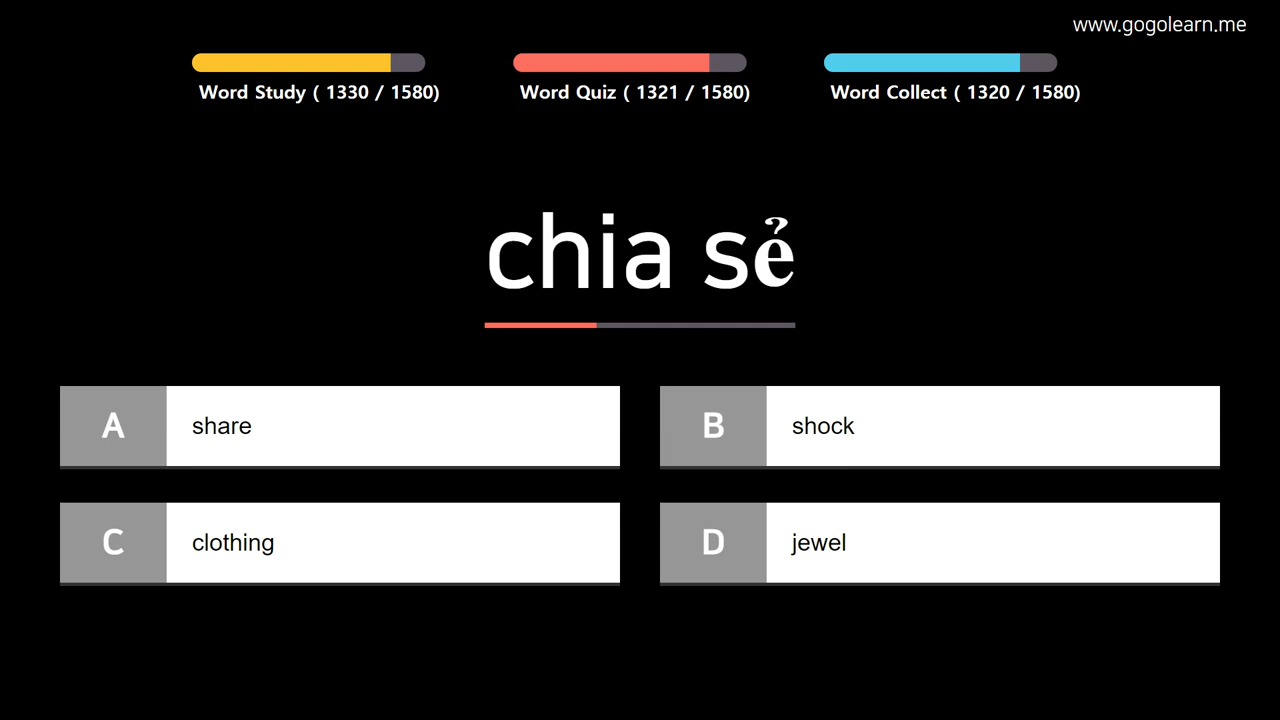 www.gogolearn.me
Word Study ( 1330 / 1580)
Word Quiz ( 1321 / 1580)
Word Collect ( 1320 / 1580)
chia sẻ
A share
B shock
C clothing
D jewel